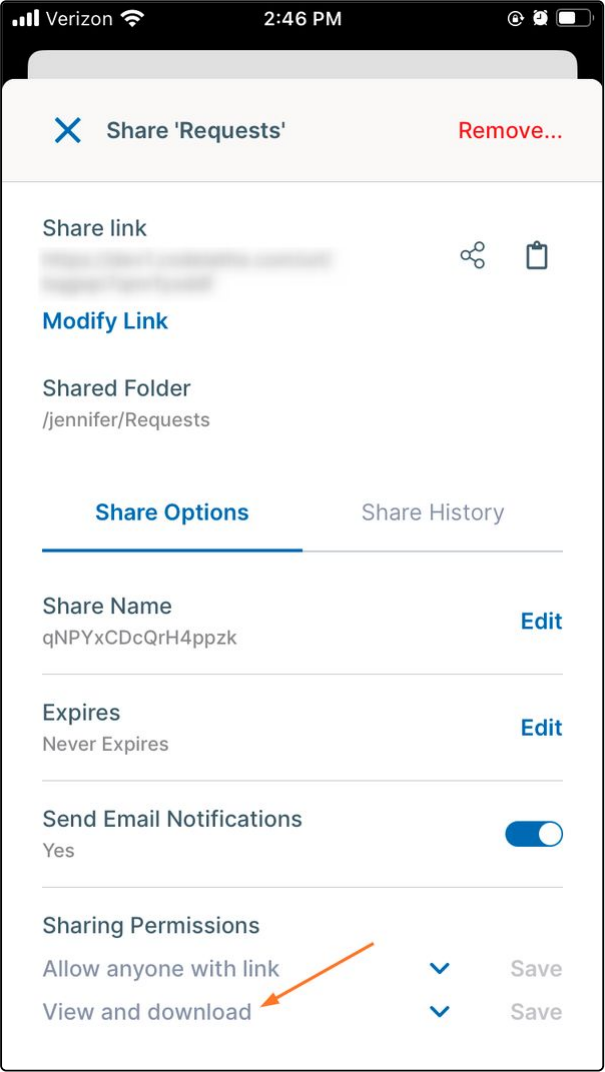 Verizon 2:46 PM
Share 'Requests' Remove...
Share link
Modify Link
Shared Folder
/jennifer/Requests
Share Options Share History
Share Name
qNPYxCDcQrH4ppzk
Edit
Expires
Never Expires
Edit
Send Email Notifications
Yes
Sharing Permissions
Allow anyone with link Save
View and download Save